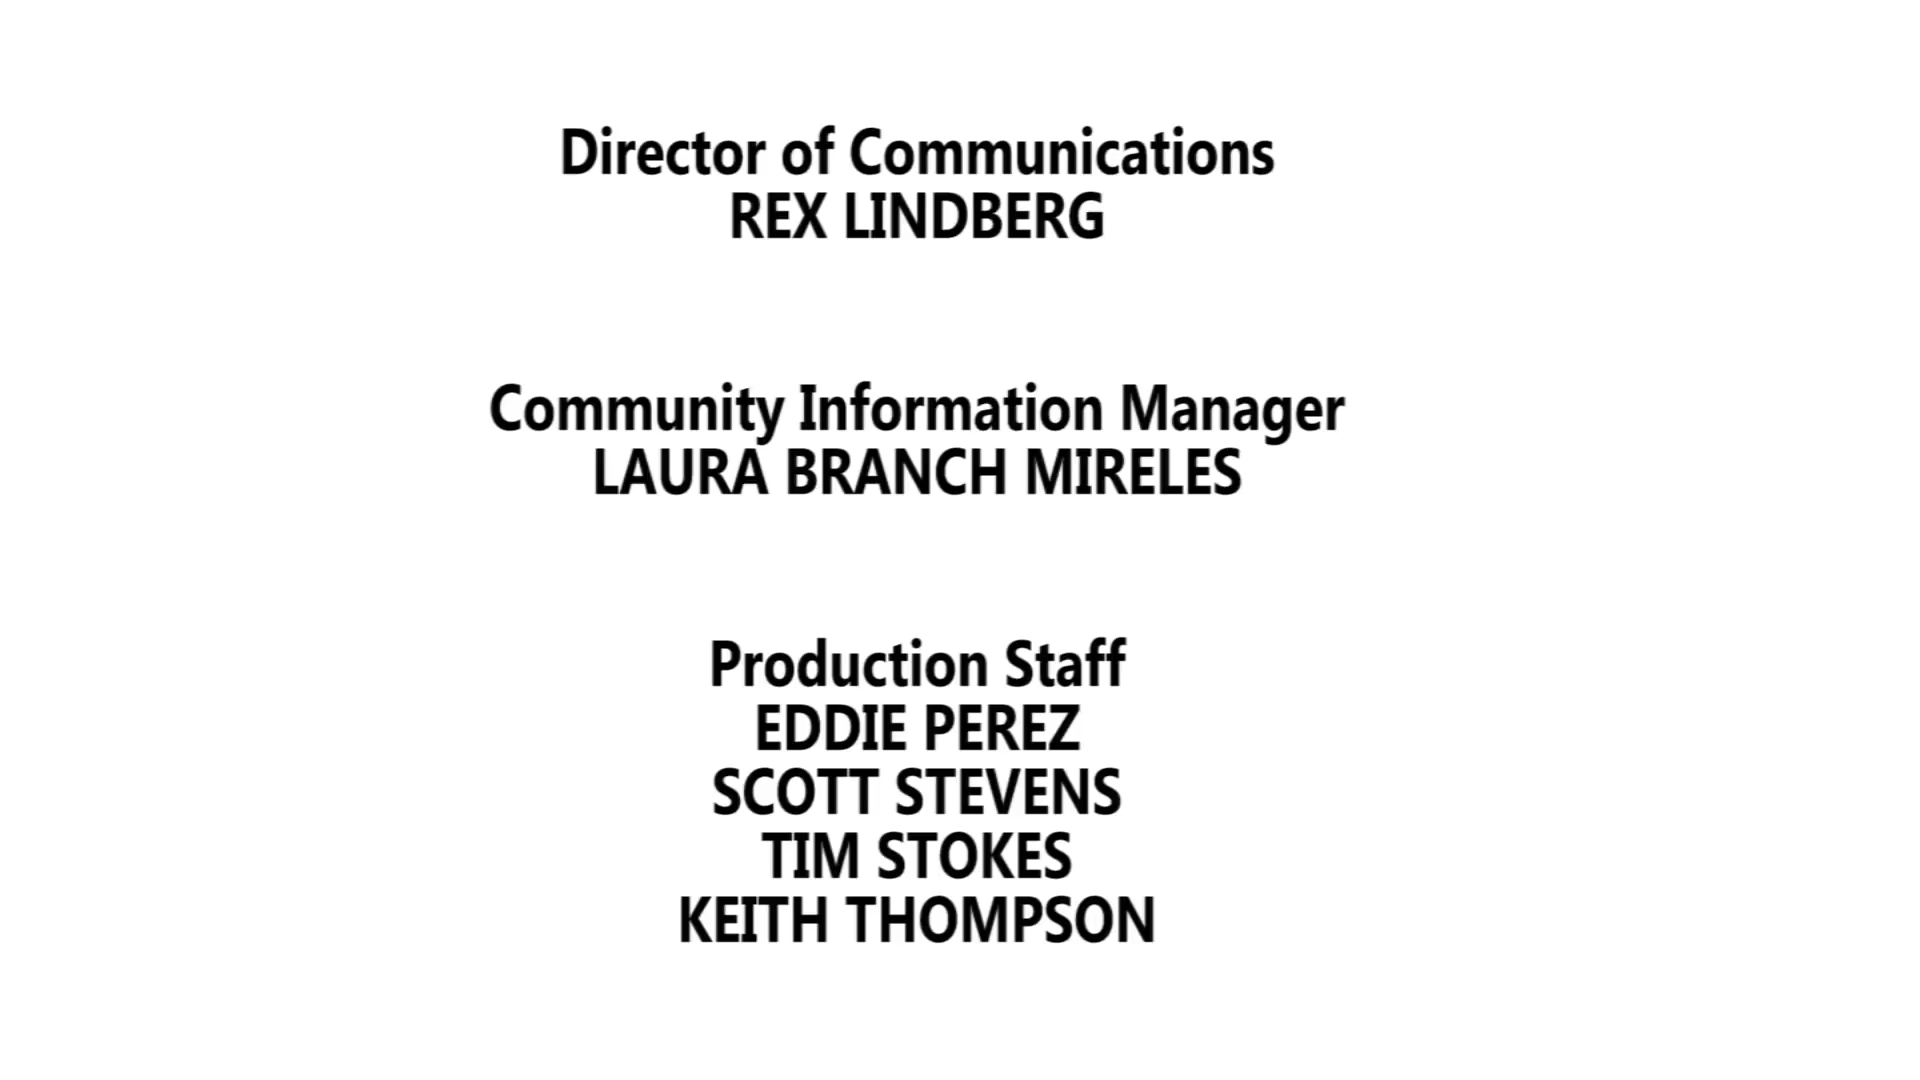 Director of Communications
REX LINDBERG
Community Information Manager
LAURA BRANCH MIRELES
Production Staff
EDDIE PEREZ
SCOTT STEVENS
TIM STOKES
KEITH THOMPSON